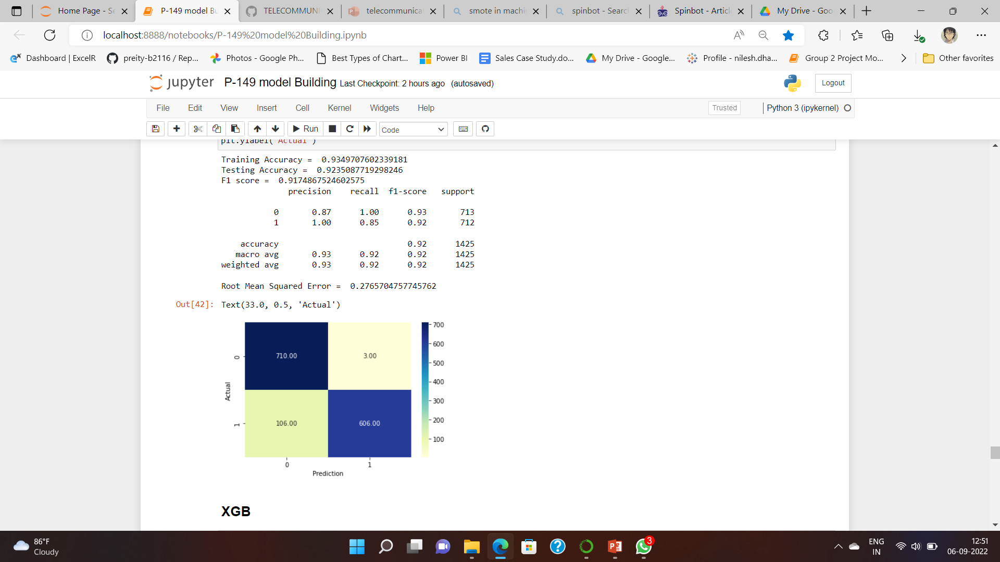 Home Page - Se
P-149 model Bu
TELECOMMUNI
telecommunicat
smote in machi
spinbot - Search
Spinbot - Articl
My Drive - Goo
localhost:8888/notebooks/P-149%20model%20Building.ipynb
Dashboard | ExcelR
preity-b2116 / Rep...
Photos - Google Ph...
Best Types of Chart...
Power BI
Sales Case Study.do...
My Drive - Google...
Profile - nilesh.dha...
Group 2 Project Mo...
Other favorites
jupyter P-149 model Building Last Checkpoint: 2 hours ago (autosaved)
Logout
File Edit View Insert Cell Kernel Widgets Help
Trusted
Python 3 (ipykernel)
Run
Code
plt.ylabel('Actual')
Training Accuracy = 0.9349707602339181
Testing Accuracy = 0.9235087719298246
F1 score = 0.9174867524602575
precision recall f1-score support
0 0.87 1.00 0.93 713
1 1.00 0.85 0.92 712
accuracy 0.92 1425
macro avg 0.93 0.92 0.92 1425
weighted avg 0.93 0.92 0.92 1425
Root Mean Squared Error = 0.2765704757745762
Out[42]: Text(33.0, 0.5, 'Actual')
700
600
500
400
300
200
100
710.00 3.00
106.00 606.00
0
1
Actual
0 1
Prediction
XGB
86°F
Cloudy
3
ENG
IN
12:51
06-09-2022